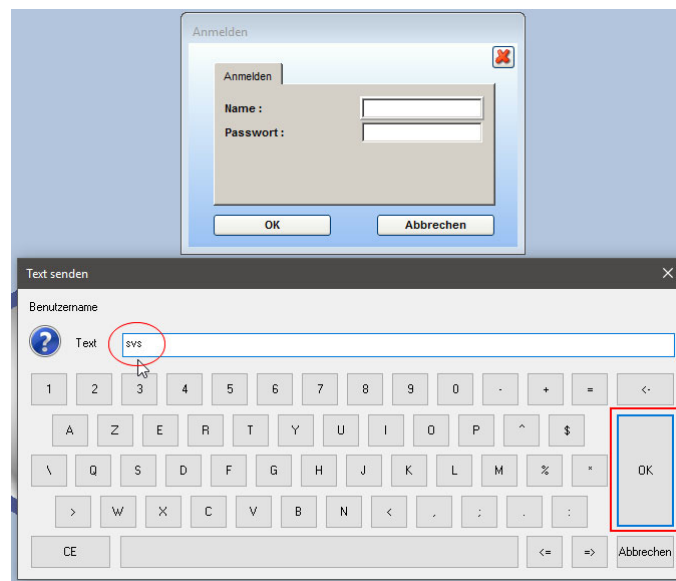 Anmelden
Anmelden
Name :
Passwort :
OK Abbrechen
Text senden
Benutzername
? Text svs
1 2 3 4 5 6 7 8 9 0 - + = <-
A Z E R T Y U I O P ^ $
\ Q S D F G H J K L M % * OK
> W X C V B N < , ; . :
CE <= => Abbrechen